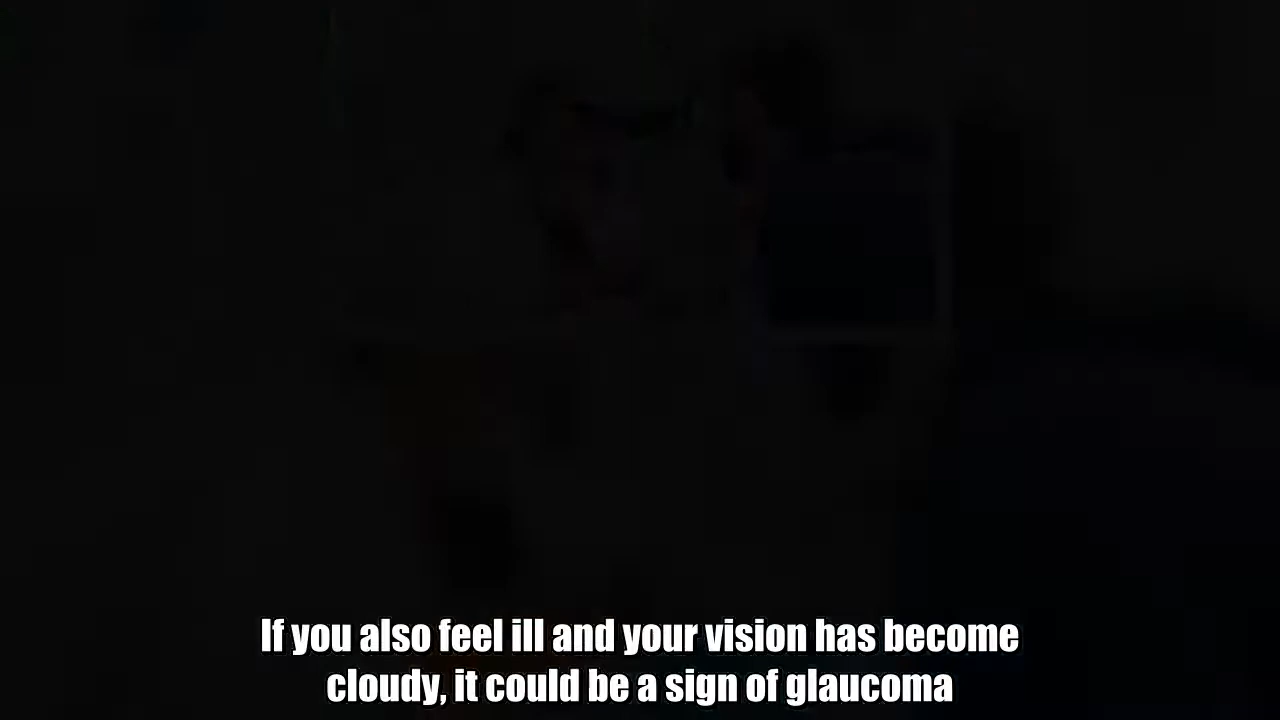 If you also feel ill and your vision has become
cloudy, it could be a sign of glaucoma